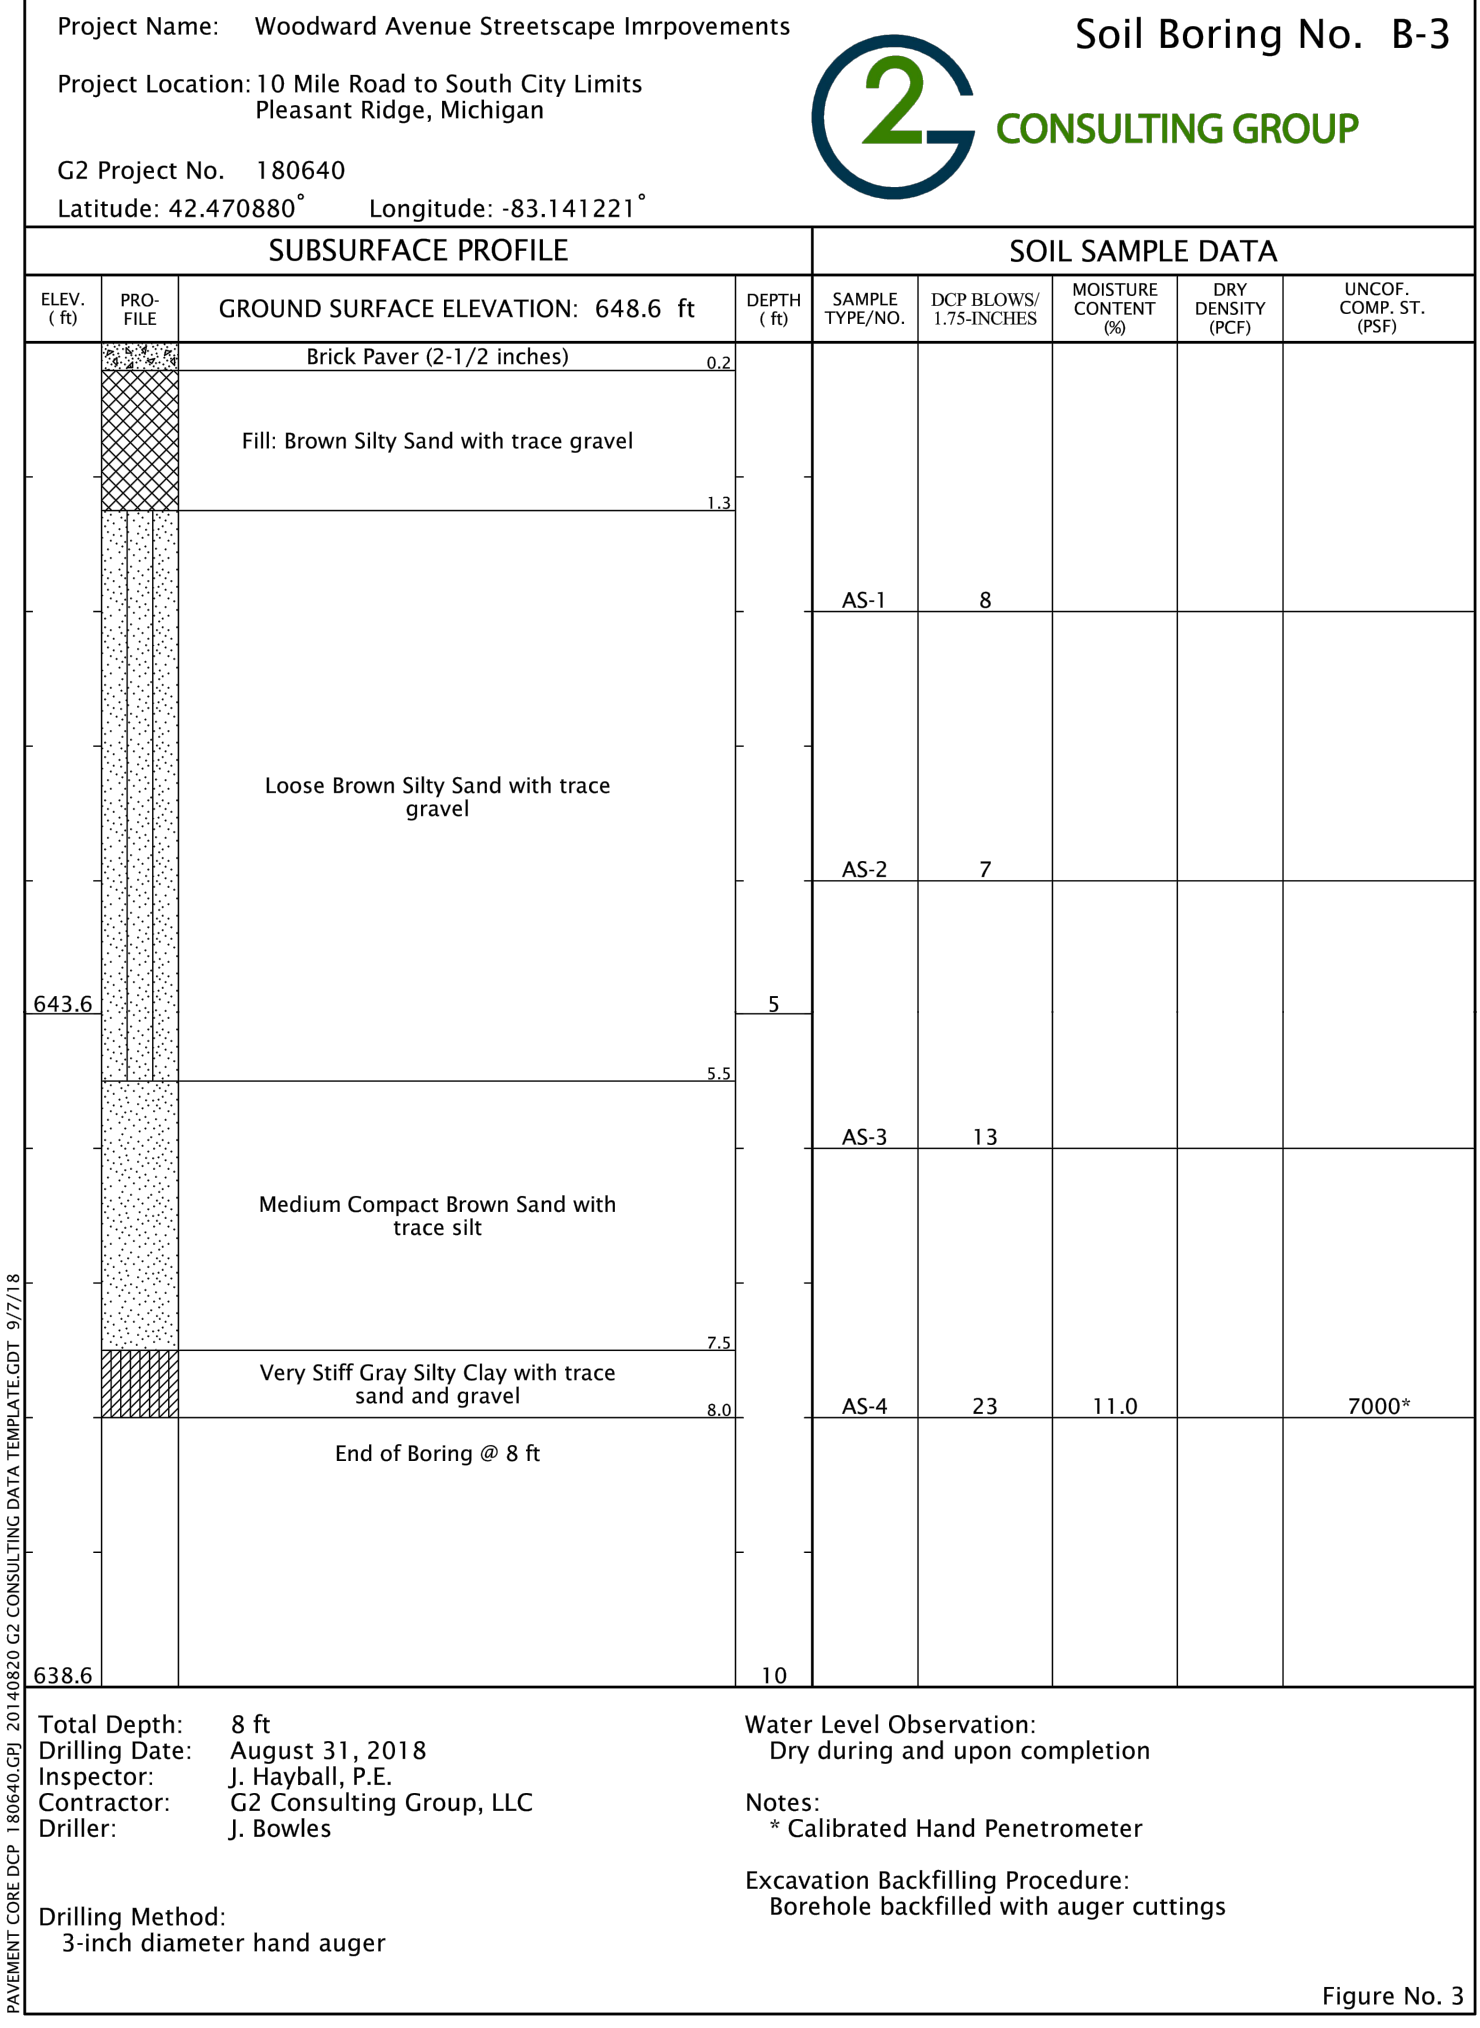 Project Name: Woodward Avenue Streetscape Imrpovements
Soil Boring No. B-3
Project Location: 10 Mile Road to South City Limits
Pleasant Ridge, Michigan
G2 CONSULTING GROUP
G2 Project No. 180640
Latitude: 42.470880° Longitude: -83.141221°
SUBSURFACE PROFILE
SOIL SAMPLE DATA
ELEV.
( ft)
PRO-
FILE
GROUND SURFACE ELEVATION: 648.6 ft
DEPTH
( ft)
SAMPLE
TYPE/NO.
DCP BLOWS/
1.75-INCHES
MOISTURE
CONTENT
(%)
DRY
DENSITY
(PCF)
UNCOF.
COMP. ST.
(PSF)
Brick Paver (2-1/2 inches)
0.2
Fill: Brown Silty Sand with trace gravel
1.3
AS-1 8
Loose Brown Silty Sand with trace
gravel
AS-2 7
643.6 5
5.5
AS-3 13
Medium Compact Brown Sand with
trace silt
7.5
Very Stiff Gray Silty Clay with trace
sand and gravel
8.0 AS-4 23 11.0 7000*
End of Boring @ 8 ft
638.6 10
Total Depth: 8 ft
Drilling Date: August 31, 2018
Inspector: J. Hayball, P.E.
Contractor: G2 Consulting Group, LLC
Driller: J. Bowles
Drilling Method:
3-inch diameter hand auger
Water Level Observation:
Dry during and upon completion
Notes:
* Calibrated Hand Penetrometer
Excavation Backfilling Procedure:
Borehole backfilled with auger cuttings
Figure No. 3
PAVEMENT CORE DCP 180640.GPJ 20140820 G2 CONSULTING DATA TEMPLATE.GDT 9/7/18